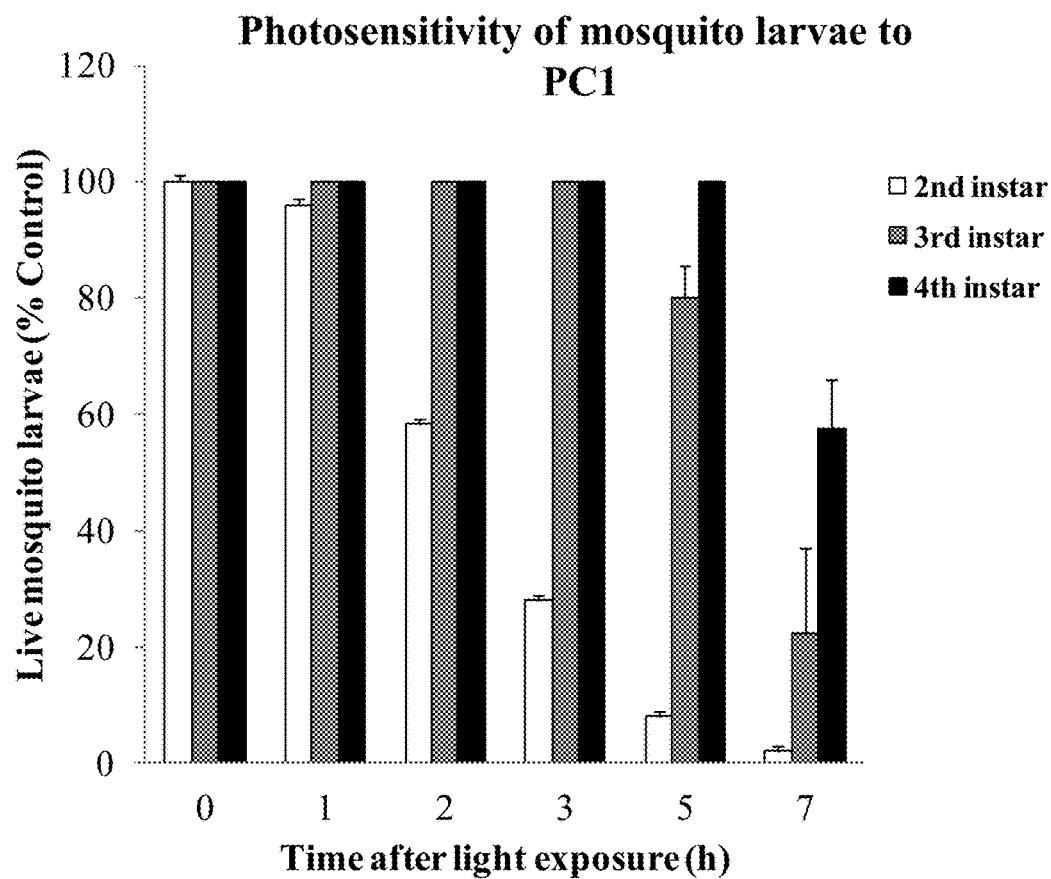 Photosensitivity of mosquito larvae to
PC1
120
100
80
60
40
20
0
Live mosquito larvae (% Control)
0 1 2 3 5 7
Time after light exposure (h)
2nd instar
3rd instar
4th instar